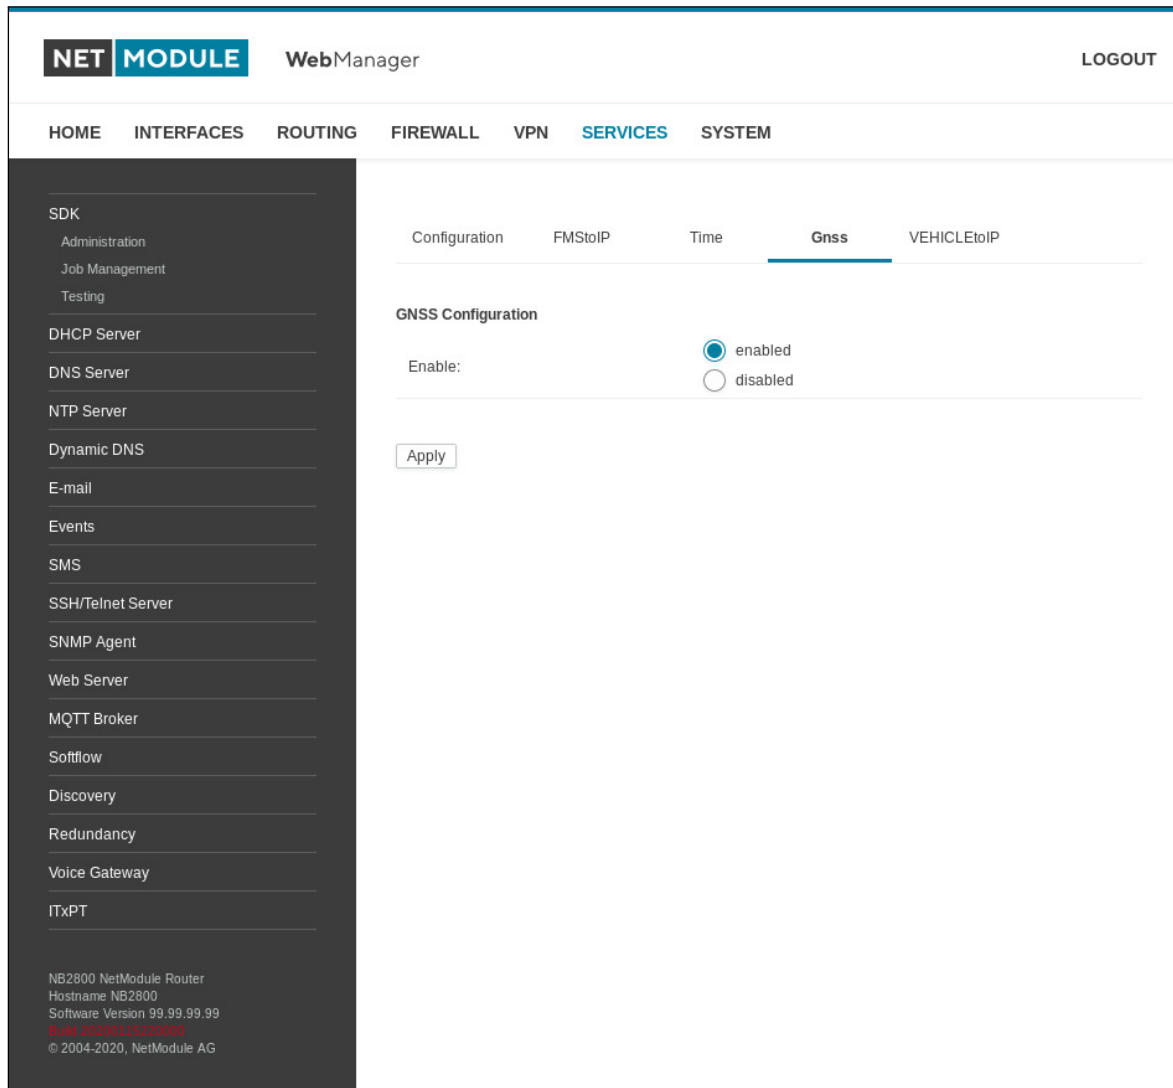 NET MODULE WebManager LOGOUT
HOME INTERFACES ROUTING FIREWALL VPN SERVICES SYSTEM
SDK
Administration
Job Management
Testing
DHCP Server
DNS Server
NTP Server
Dynamic DNS
E-mail
Events
SMS
SSH/Telnet Server
SNMP Agent
Web Server
MQTT Broker
Softflow
Discovery
Redundancy
Voice Gateway
ITxPT
NB2800 NetModule Router
Hostname NB2800
Software Version 99.99.99.99
Build
© 2004-2020, NetModule AG
Configuration FMStoIP Time Gnss VEHICLEtoIP
GNSS Configuration
Enable:
enabled
disabled
Apply